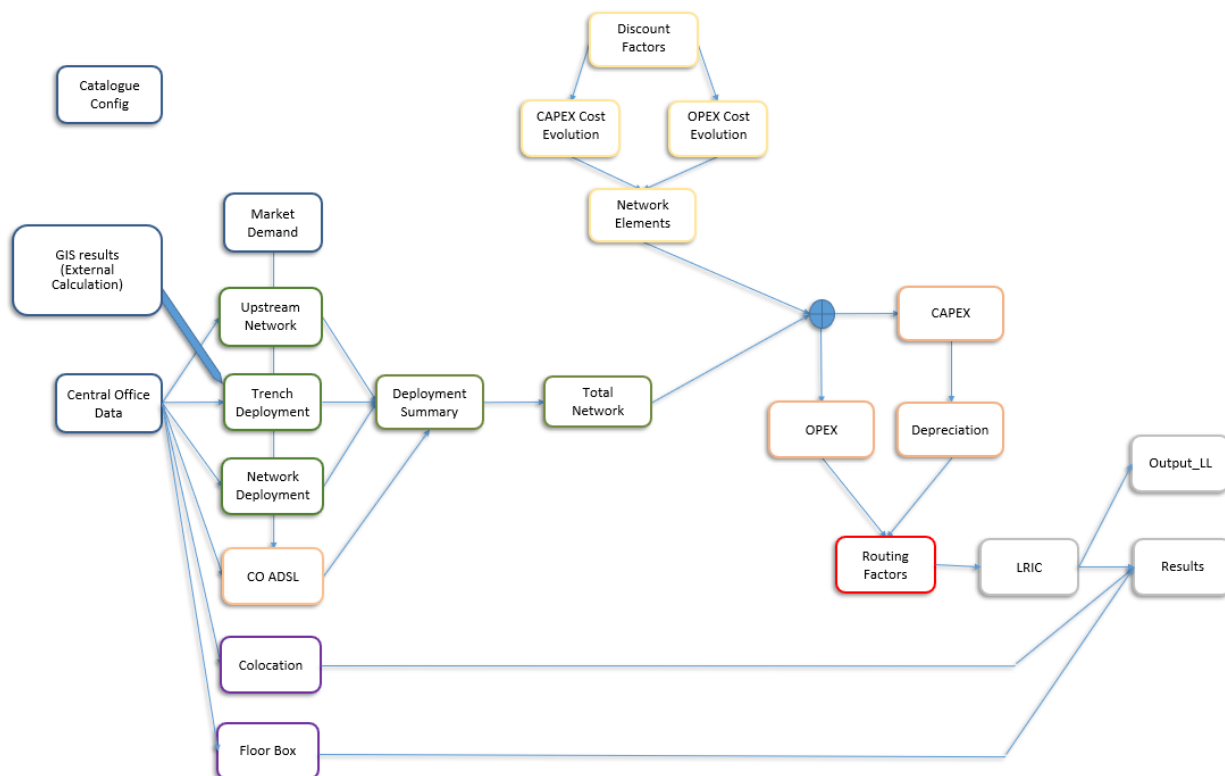 Discount
Factors
Catalogue
Config
CAPEX Cost
Evolution
OPEX Cost
Evolution
Market
Demand
Network
Elements
GIS results
(External Calculation)
Upstream
Network
CAPEX
Central Office
Data
Trench
Deployment
Deployment
Summary
Total
Network
OPEX
Depreciation
Network
Deployment
Output_LL
CO ADSL
Routing
Factors
LRIC
Results
Colocation
Floor Box